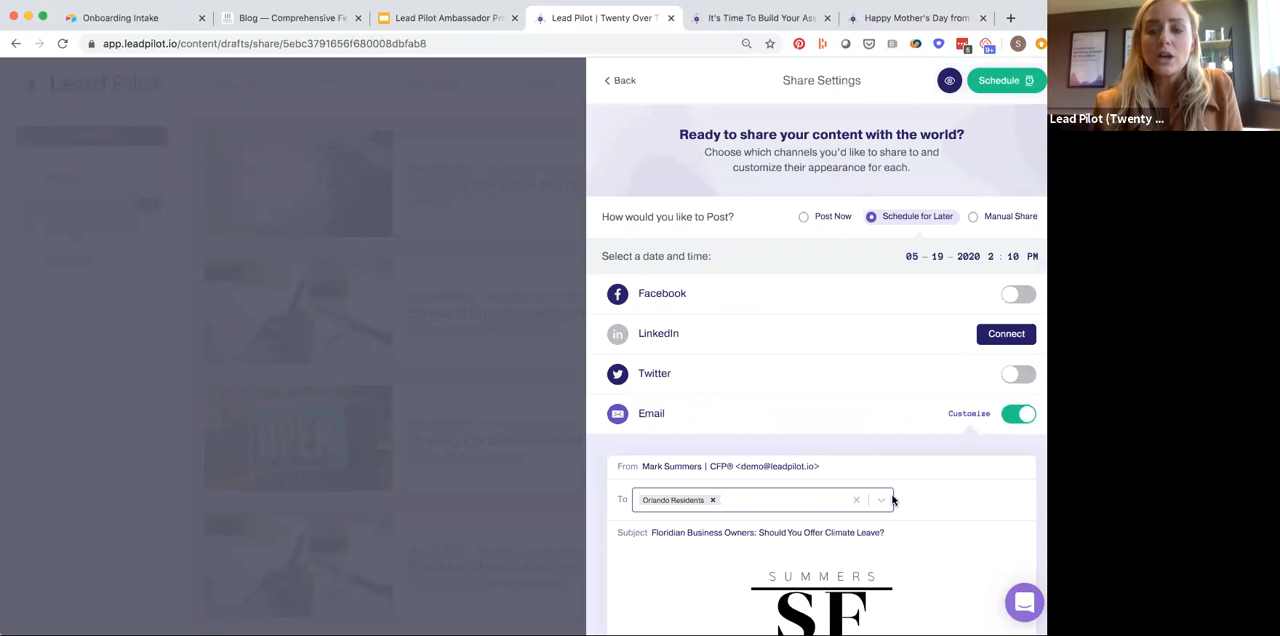 Onboarding Intake
Blog — Comprehensive Fi
Lead Pilot Ambassador Pr
Lead Pilot | Twenty Over T
It's Time To Build Your Ass
Happy Mother's Day from
app.leadpilot.io/content/drafts/share/5ebc3791656f680008dbfab8
S
Lead Pilot
Back
Share Settings
Schedule
Lead Pilot (Twenty ...
Ready to share your content with the world?
Choose which channels you'd like to share to and
customize their appearance for each.
How would you like to Post?
Post Now
Schedule for Later
Manual Share
Select a date and time:
05 – 19 – 2020 2 : 10 PM
Facebook
LinkedIn
Connect
Twitter
Email
Customize
From Mark Summers | CFP® <demo@leadpilot.io>
To Orlando Residents
Subject Floridian Business Owners: Should You Offer Climate Leave?
SUMMERS
SF